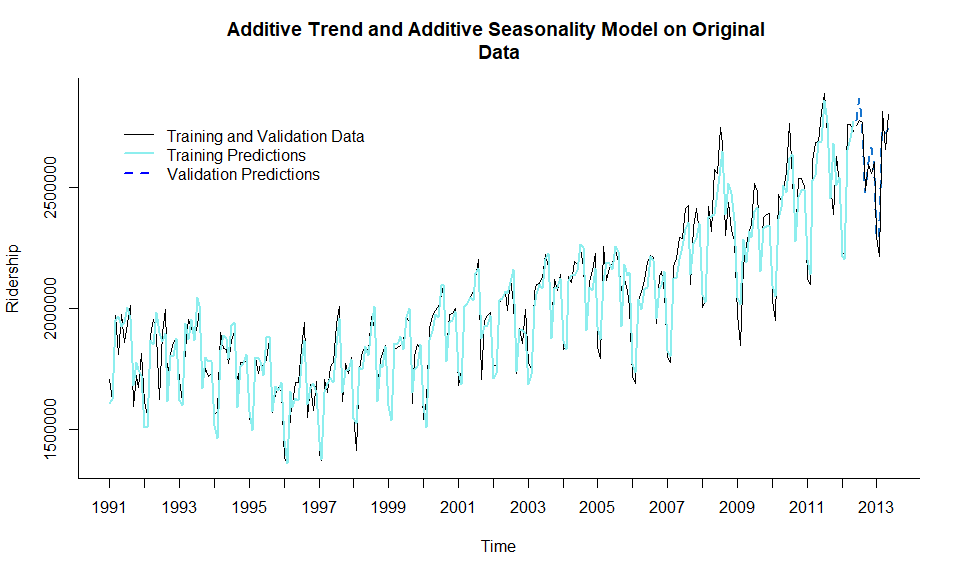 Additive Trend and Additive Seasonality Model on Original
Data
Training and Validation Data
Training Predictions
Validation Predictions
Ridership
2500000
2000000
1500000
1991 1993 1995 1997 1999 2001 2003 2005 2007 2009 2011 2013
Time